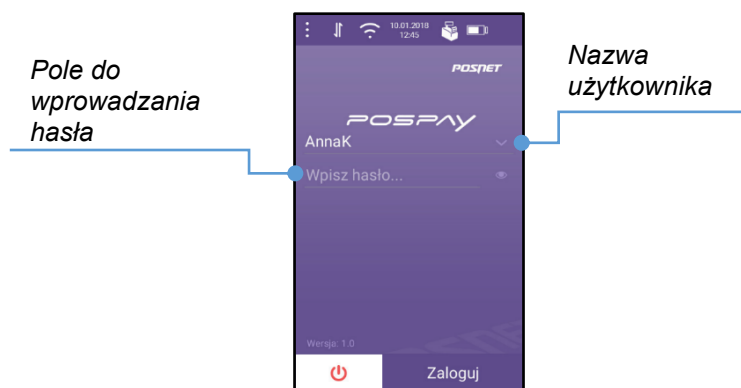 Pole do
wprowadzania
hasła
10.01.2018
12:45
POSNET
POSPAY
AnnaK
Wpisz hasło...
Wersja: 1.0
POSNET
Zaloguj
Nazwa
użytkownika